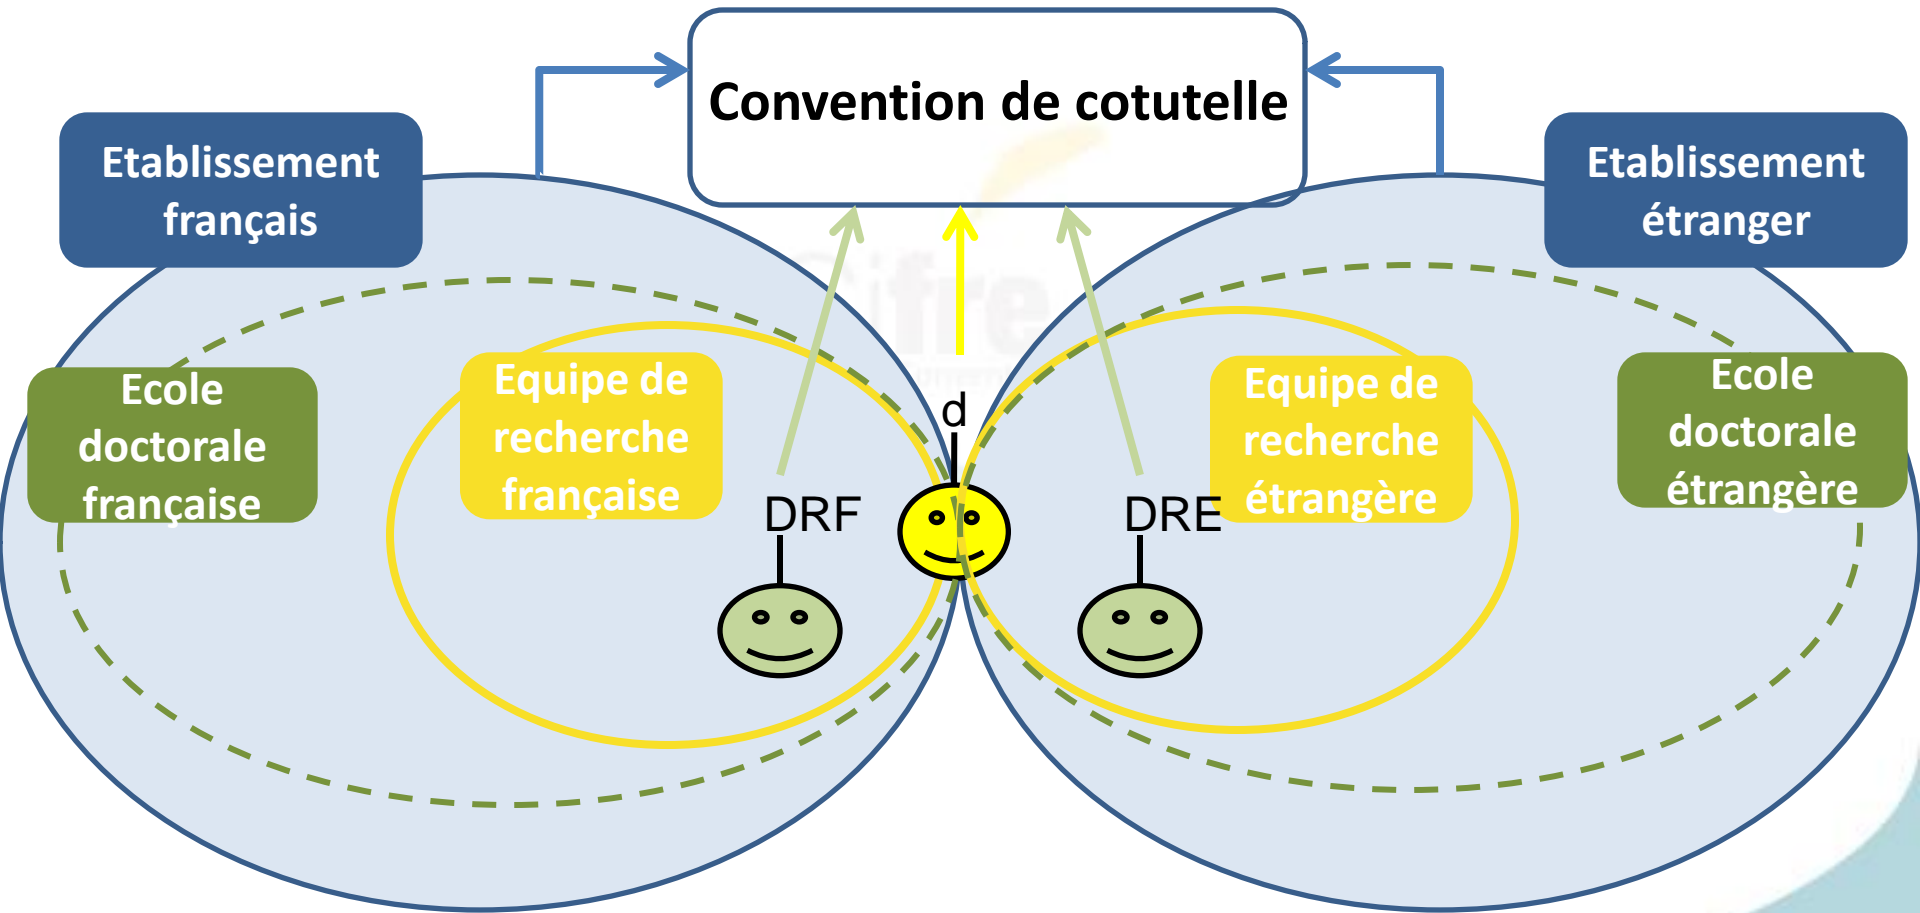 Convention de cotutelle
Etablissement
français
Etablissement
étranger
Ecole
doctorale
française
Equipe de
recherche
française
d
DRF
DRE
Equipe de
recherche
étrangère
Ecole
doctorale
étrangère
Cifre